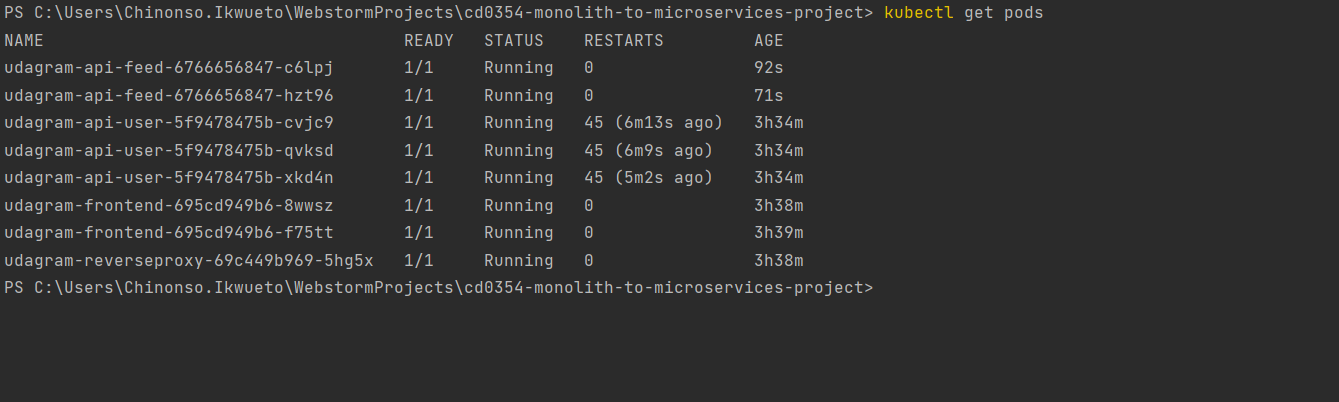 PS C:\Users\Chinonso.Ikwueto\WebstormProjects\cd0354-monolith-to-microservices-project> kubectl get pods
NAME READY STATUS RESTARTS AGE
udagram-api-feed-6766656847-c6lpj 1/1 Running 0 92s
udagram-api-feed-6766656847-hzt96 1/1 Running 0 71s
udagram-api-user-5f9478475b-cvjc9 1/1 Running 45 (6m13s ago) 3h34m
udagram-api-user-5f9478475b-qvksd 1/1 Running 45 (6m9s ago) 3h34m
udagram-api-user-5f9478475b-xkd4n 1/1 Running 45 (5m2s ago) 3h34m
udagram-frontend-695cd949b6-8wwsz 1/1 Running 0 3h38m
udagram-frontend-695cd949b6-f75tt 1/1 Running 0 3h39m
udagram-reverseproxy-69c449b969-5hg5x 1/1 Running 0 3h38m
PS C:\Users\Chinonso.Ikwueto\WebstormProjects\cd0354-monolith-to-microservices-project>